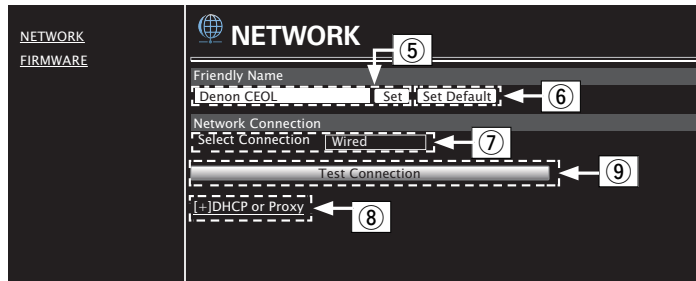 NETWORK
FIRMWARE
NETWORK
⑤
Friendly Name
Denon CEOL Set Set Default ⑥
Network Connection
Select Connection Wired ⑦
Test Connection ⑨
[+]DHCP or Proxy ⑧